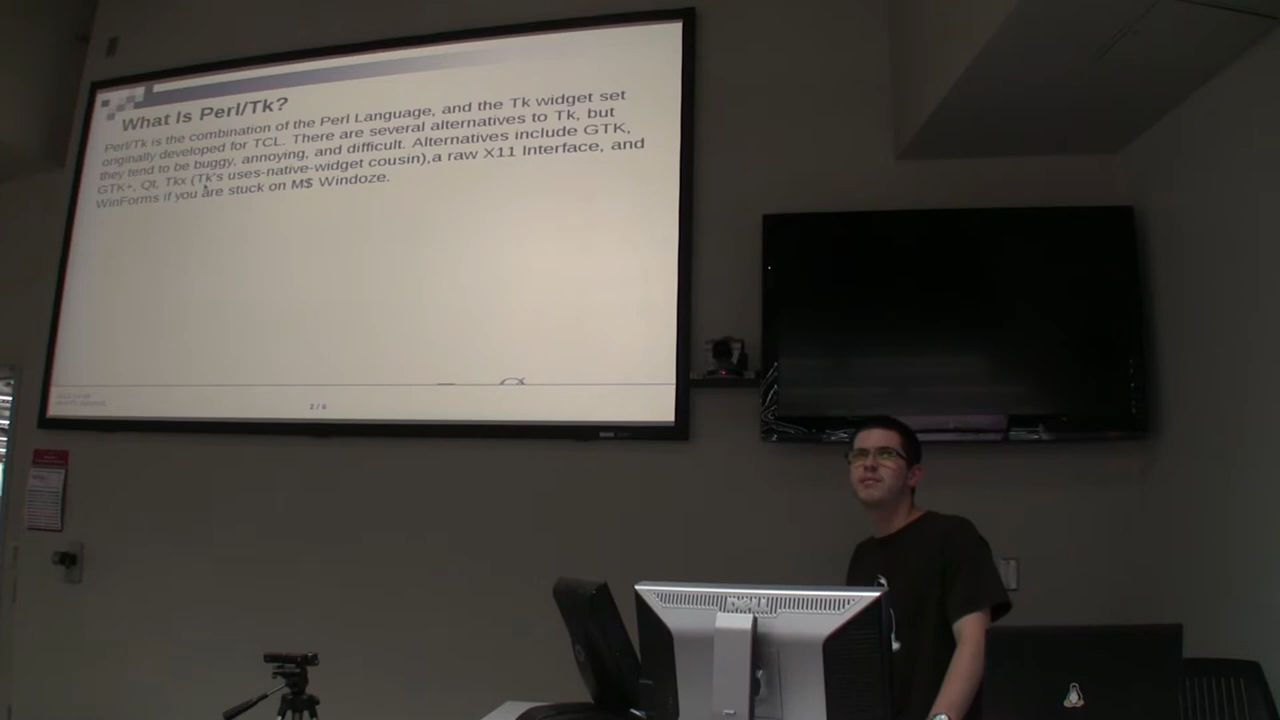 What Is Perl/Tk?
Perl/Tk is the combination of the Perl Language, and the Tk widget set
originally developed for TCL. There are several alternatives to Tk, but
they tend to be buggy, annoying, and difficult. Alternatives include GTK,
GTK+, Qt, Tkx (Tk's uses-native-widget cousin),a raw X11 Interface, and
WinForms if you are stuck on M$ Windoze.
2 / 6
DELL